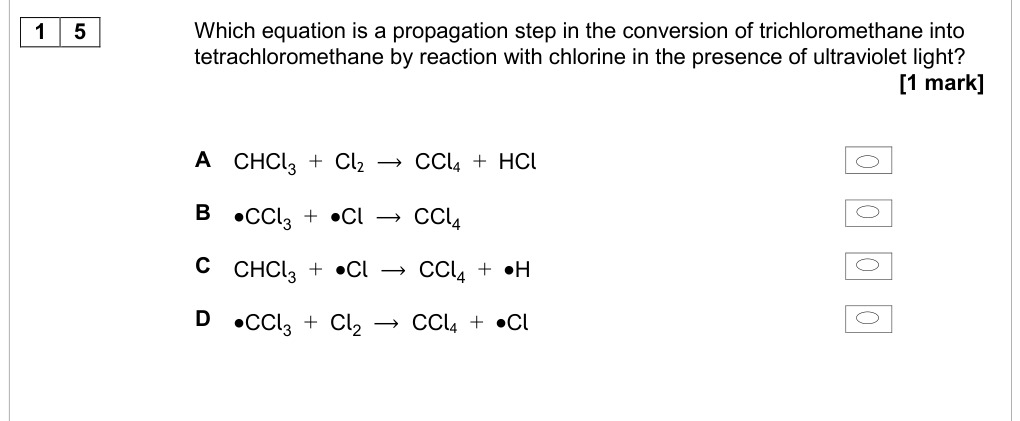 1 5
Which equation is a propagation step in the conversion of trichloromethane into
tetrachloromethane by reaction with chlorine in the presence of ultraviolet light?
[1 mark]
A CHCl₃ + Cl₂ ⟶ CCl₄ + HCl
B •CCl₃ + •Cl ⟶ CCl₄
C CHCl₃ + •Cl ⟶ CCl₄ + •H
D •CCl₃ + Cl₂ ⟶ CCl₄ + •Cl